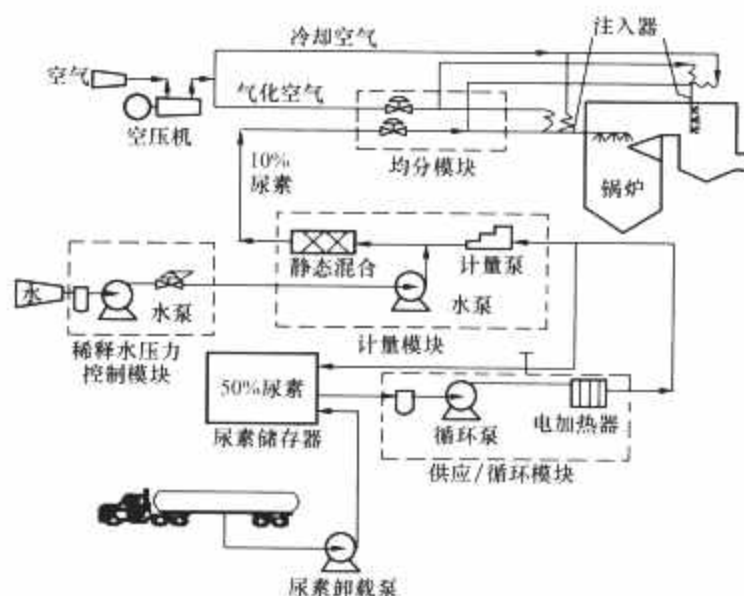 冷却空气
注入器
空气
气化空气
空压机
均分模块
10%
尿素
锅炉
静态混合
计量泵
水
水泵
水泵
稀释水压力
控制模块
计量模块
50%尿素
尿素储存器
循环泵
电加热器
供应/循环模块
尿素卸载泵